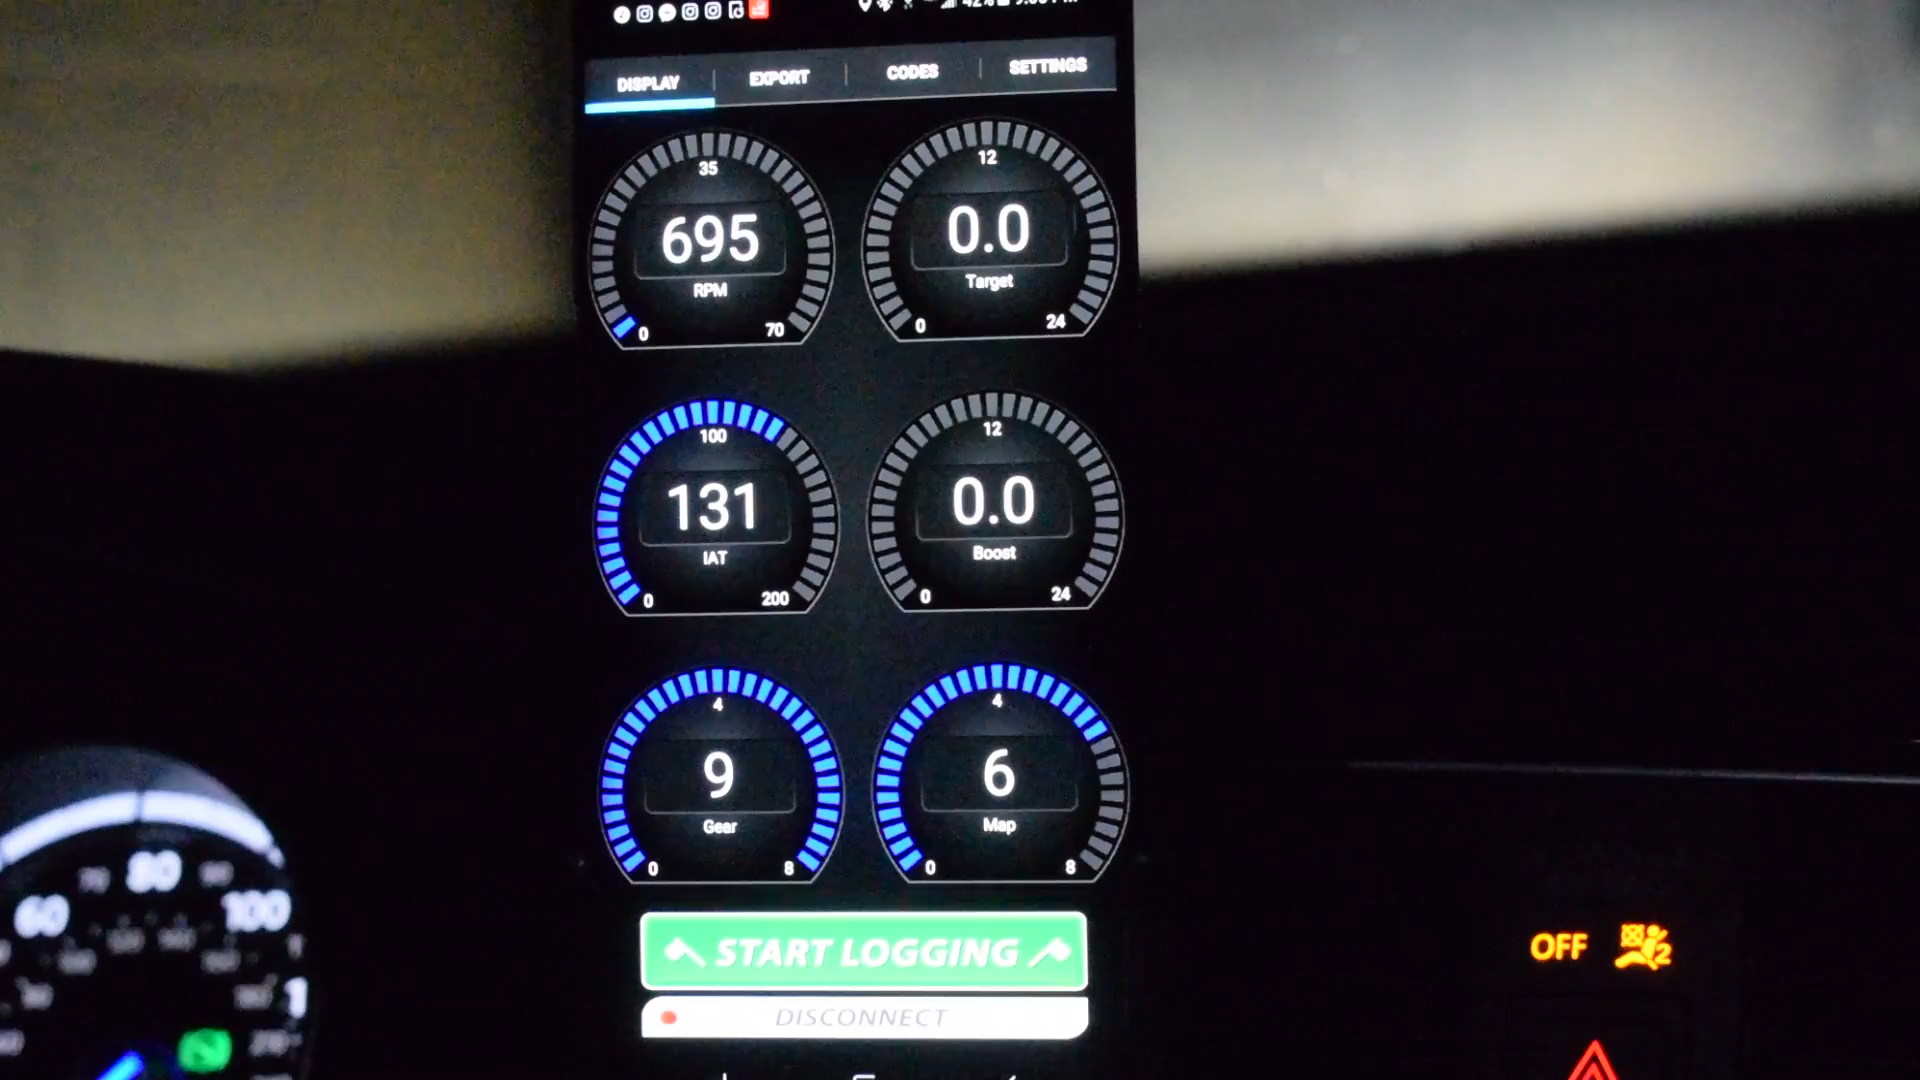 42%
DISPLAY EXPORT CODES SETTINGS
35
695
RPM
0 70
12
0.0
Target
0 24
100
131
IAT
0 200
12
0.0
Boost
0 24
4
9
Gear
0 8
4
6
Map
0 8
START LOGGING
DISCONNECT
60 80 100
OFF 2